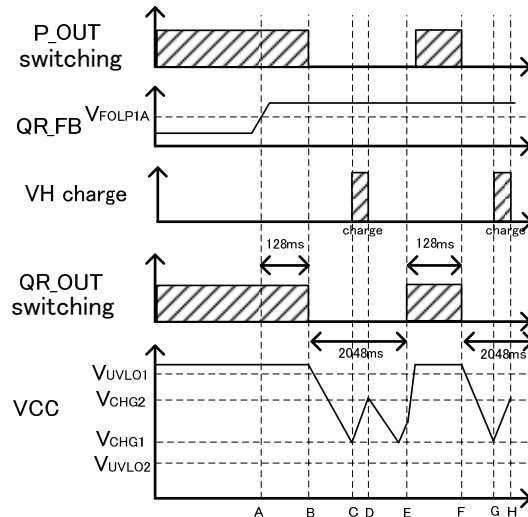 P_OUT
switching
VFOLP1A
QR_FB
VH charge
charge
charge
128ms
128ms
QR_OUT
switching
2048ms
2048ms
VUVLO1
VCHG2
VCC
VCHG1
VUVLO2
A B C D E F G H